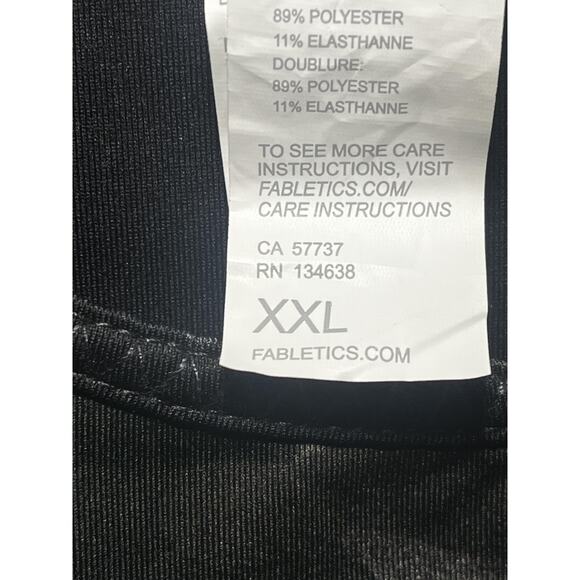 89% POLYESTER
11% ELASTHANNE
DOUBLURE:
89% POLYESTER
11% ELASTHANNE
TO SEE MORE CARE
INSTRUCTIONS, VISIT
FABLETICS.COM/
CARE INSTRUCTIONS
CA 57737
RN 134638
XXL
FABLETICS.COM